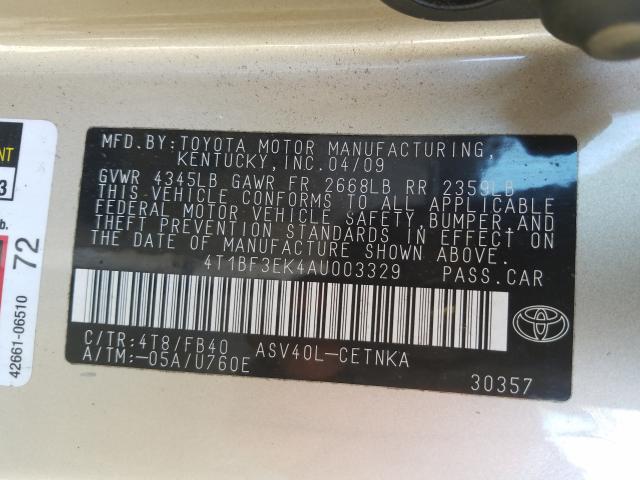 MFD.BY:TOYOTA MOTOR MANUFACTURING,
KENTUCKY,INC.04/09
GVWR 4345LB GAWR FR 2668LB RR 2359LB
THIS VEHICLE CONFORMS TO ALL APPLICABLE
FEDERAL MOTOR VEHICLE SAFETY,BUMPER,AND
THEFT PREVENTION STANDARDS IN EFFECT ON
THE DATE OF MANUFACTURE SHOWN ABOVE.
4T1BF3EK4AU003329 PASS.CAR
C/TR:4T8/FB40 ASV40L-CETNKA
A/TM:-05A/U760E
30357
NT
3
b.
72
42661-06510